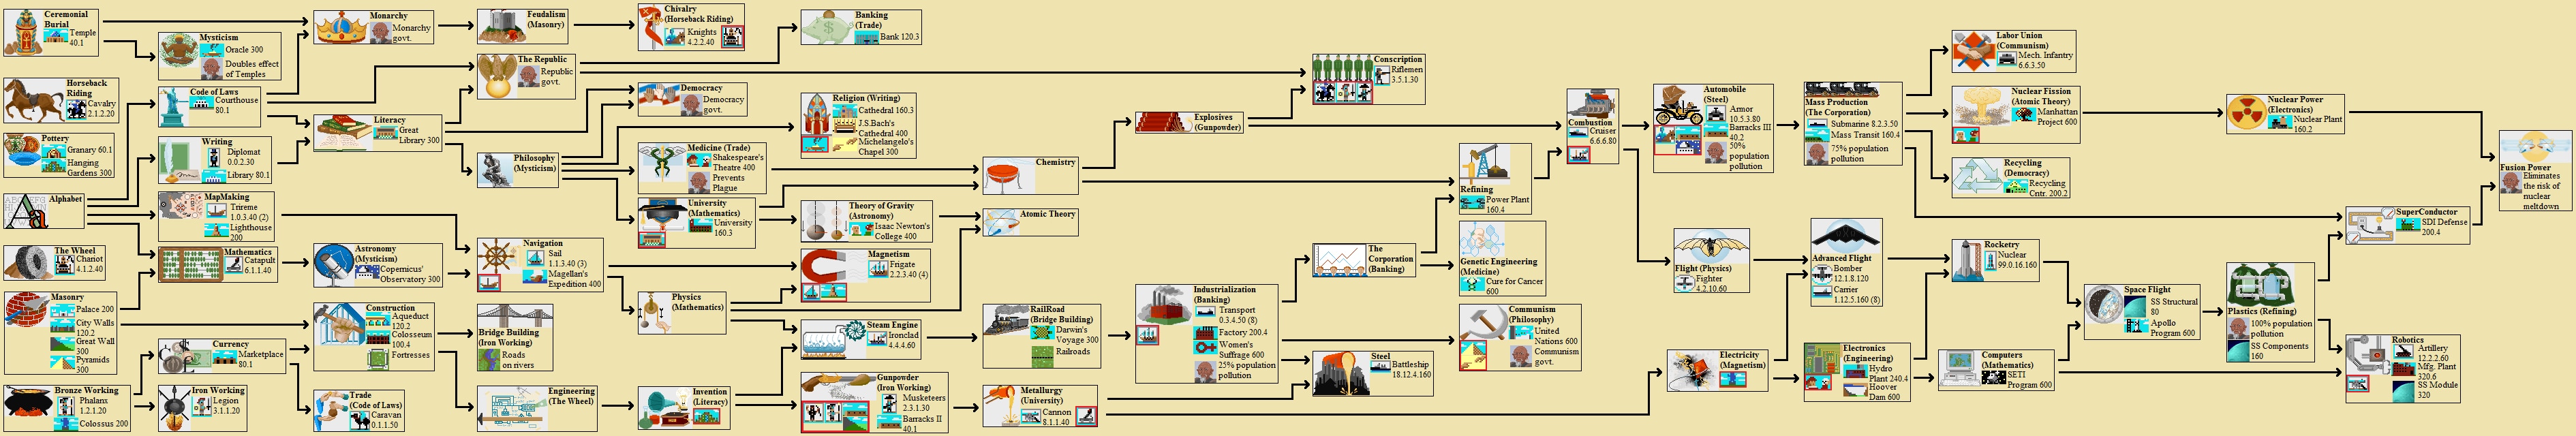 Ceremonial
Burial
Temple
40.1
Horseback
Riding
Cavalry
2.1.2.20
Pottery
Granary 60.1
Hanging
Gardens 300
Alphabet
The Wheel
Chariot
4.1.2.40
Masonry
Palace 200
City Walls
120.2
Great Wall
300
Pyramids
300
Bronze Working
Phalanx
1.2.1.20
Colossus 200
Mysticism
Oracle 300
Doubles effect
of Temples
Code of Laws
Courthouse
80.1
Writing
Diplomat
0.0.2.30
Library 80.1
MapMaking
Trireme
1.0.3.40 (2)
Lighthouse
200
Mathematics
Catapult
6.1.1.40
Currency
Marketplace
80.1
Iron Working
Legion
3.1.1.20
Monarchy
Monarchy
govt.
Literacy
Great
Library 300
Astronomy
(Mysticism)
Copernicus'
Observatory 300
Construction
Aqueduct
120.2
Colosseum
100.4
Fortresses
Trade
(Code of Laws)
Caravan
0.1.1.50
Feudalism
(Masonry)
The Republic
Republic
govt.
Philosophy
(Mysticism)
Navigation
Sail
1.1.3.40 (3)
Magellan's
Expedition 400
Bridge Building
(Iron Working)
Roads
on rivers
Engineering
(The Wheel)
Chivalry
(Horseback Riding)
Knights
4.2.2.40
Democracy
Democracy
govt.
Medicine (Trade)
Shakespeare's
Theatre 400
Prevents
Plague
University
(Mathematics)
University
160.3
Physics
(Mathematics)
Invention
(Literacy)
Banking
(Trade)
Bank 120.3
Religion (Writing)
Cathedral 160.3
J.S.Bach's
Cathedral 400
Michelangelo's
Chapel 300
Theory of Gravity
(Astronomy)
Isaac Newton's
College 400
Magnetism
Frigate
2.2.3.40 (4)
Steam Engine
Ironclad
4.4.4.60
Gunpowder
(Iron Working)
Musketeers
2.3.1.30
Barracks II
40.1
Chemistry
Atomic Theory
RailRoad
(Bridge Building)
Darwin's
Voyage 300
Railroads
Metallurgy
(University)
Cannon
8.1.1.40
Explosives
(Gunpowder)
Industrialization
(Banking)
Transport
0.3.4.50 (8)
Factory 200.4
Women's
Suffrage 600
25% population
pollution
Conscription
Riflemen
3.5.1.30
The
Corporation
(Banking)
Steel
Battleship
18.12.4.160
Refining
Power Plant
160.4
Genetic Engineering
(Medicine)
Cure for Cancer
600
Communism
(Philosophy)
United
Nations 600
Communism
govt.
Combustion
Cruiser
6.6.6.80
Automobile
(Steel)
Armor
10.5.3.80
Barracks III
40.2
50%
population
pollution
Flight (Physics)
Fighter
4.2.10.60
Electricity
(Magnetism)
Mass Production
(The Corporation)
Submarine 8.2.3.50
Mass Transit 160.4
75% population
pollution
Advanced Flight
Bomber
12.1.8.120
Carrier
1.12.5.160 (8)
Electronics
(Engineering)
Hydro
Plant 240.4
Hoover
Dam 600
Labor Union
(Communism)
Mech. Infantry
6.6.3.50
Nuclear Fission
(Atomic Theory)
Manhattan
Project 600
Recycling
(Democracy)
Recycling
Cntr. 200.2
Rocketry
Nuclear
99.0.16.160
Computers
(Mathematics)
SETI
Program 600
Space Flight
SS Structural
80
Apollo
Program 600
Nuclear Power
(Electronics)
Nuclear Plant
160.2
Plastics (Refining)
100% population
pollution
SS Components
160
SuperConductor
SDI Defense
200.4
Robotics
Artillery
12.2.2.60
Mfg. Plant
320.6
SS Module
320
Fusion Power
Eliminates
the risk of
nuclear
meltdown